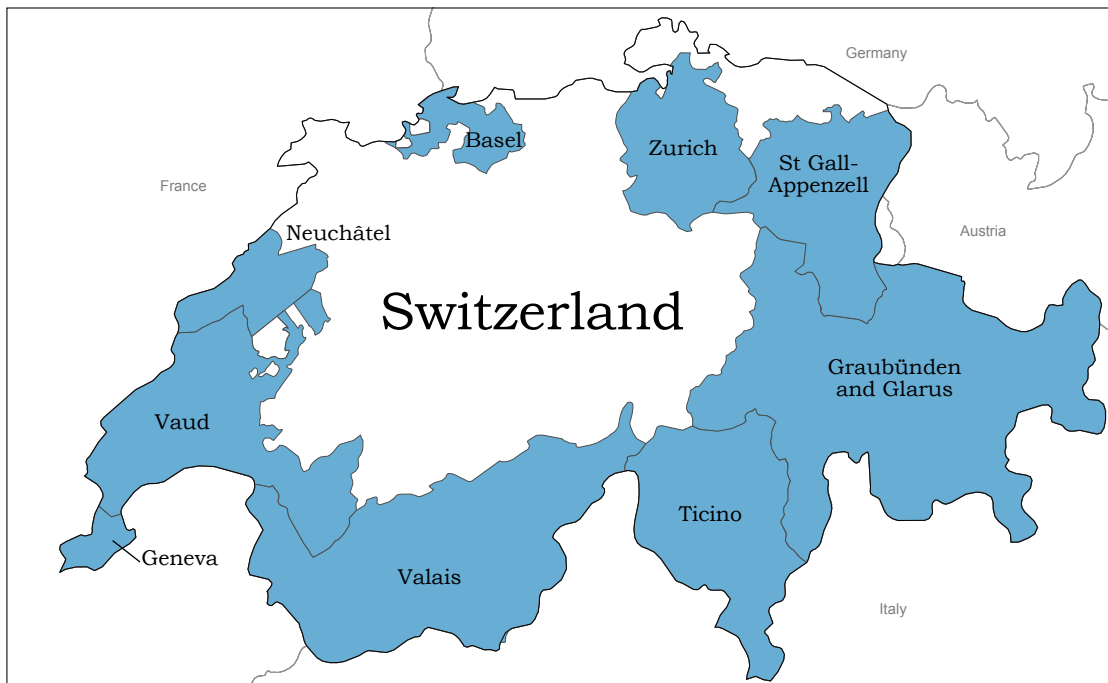 Germany
Basel
Zurich
St Gall-
Appenzell
France
Neuchâtel
Austria
Switzerland
Graubünden
and Glarus
Vaud
Ticino
Geneva
Valais
Italy